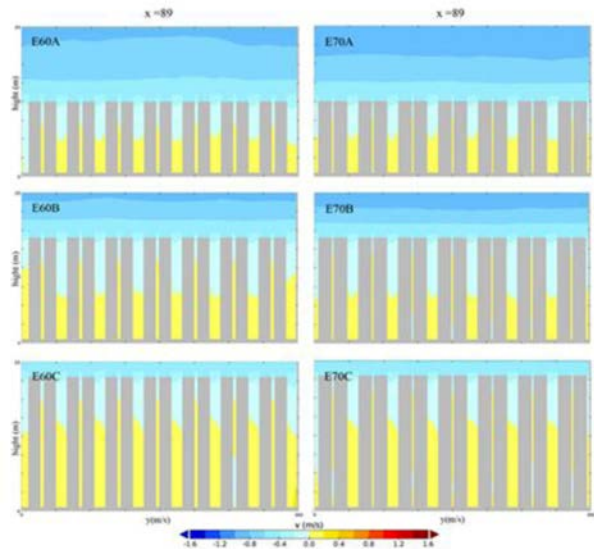 x =89
x =89
E60A
E70A
hight (m)
E60B
E70B
hight (m)
E60C
E70C
hight (m)
y(m/s)
y(m/s)
v (m/s)
-1.6 -1.2 -0.8 -0.4 0.0 0.4 0.8 1.2 1.6